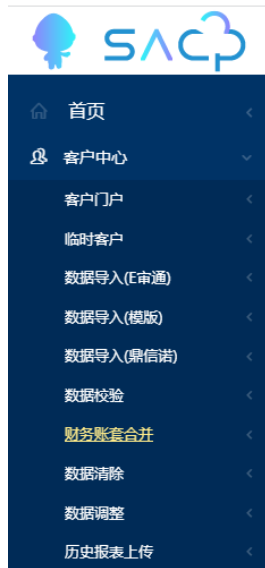 SACP
首页
客户中心
客户门户
临时客户
数据导入(E审通)
数据导入(模版)
数据导入(鼎信诺)
数据校验
财务账套合并
数据清除
数据调整
历史报表上传